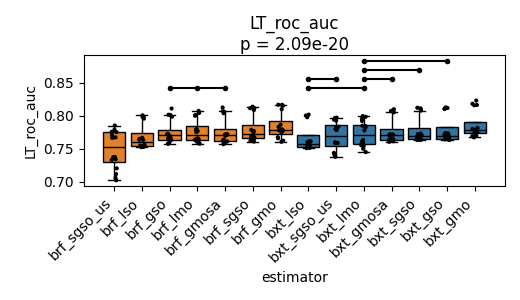 LT_roc_auc
p = 2.09e-20
LT_roc_auc
0.85
0.80
0.75
0.70
brf_sgso_us
brf_lso
brf_gso
brf_lmo
brf_gmosa
brf_sgso
brf_gmo
bxt_lso
bxt_sgso_us
bxt_lmo
bxt_gmosa
bxt_sgso
bxt_gso
bxt_gmo
estimator